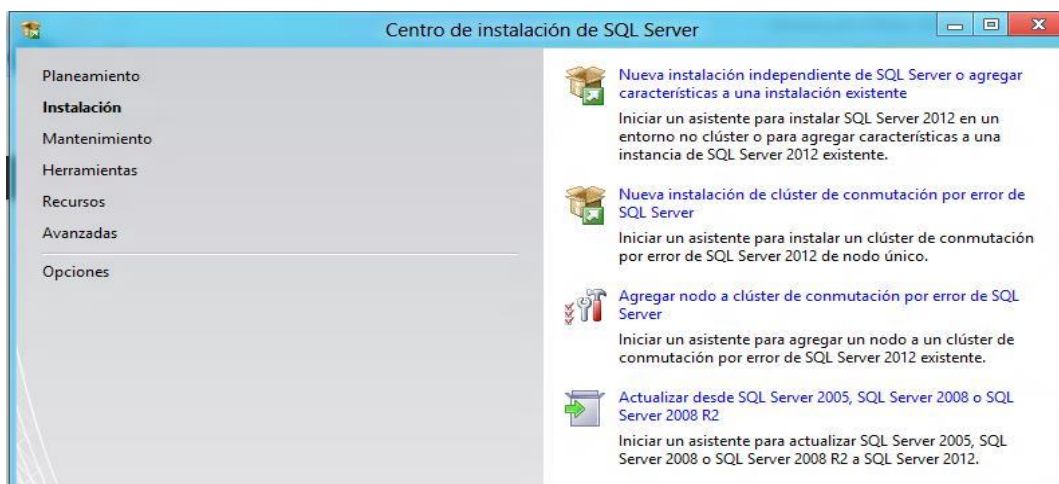 Centro de instalación de SQL Server
Planeamiento
Instalación
Mantenimiento
Herramientas
Recursos
Avanzadas
Opciones
Nueva instalación independiente de SQL Server o agregar
características a una instalación existente
Iniciar un asistente para instalar SQL Server 2012 en un
entorno no clúster o para agregar características a una
instancia de SQL Server 2012 existente.
Nueva instalación de clúster de conmutación por error de
SQL Server
Iniciar un asistente para instalar un clúster de conmutación
por error de SQL Server 2012 de nodo único.
Agregar nodo a clúster de conmutación por error de SQL
Server
Iniciar un asistente para agregar un nodo a un clúster de
conmutación por error de SQL Server 2012 existente.
Actualizar desde SQL Server 2005, SQL Server 2008 o SQL
Server 2008 R2
Iniciar un asistente para actualizar SQL Server 2005, SQL
Server 2008 o SQL Server 2008 R2 a SQL Server 2012.